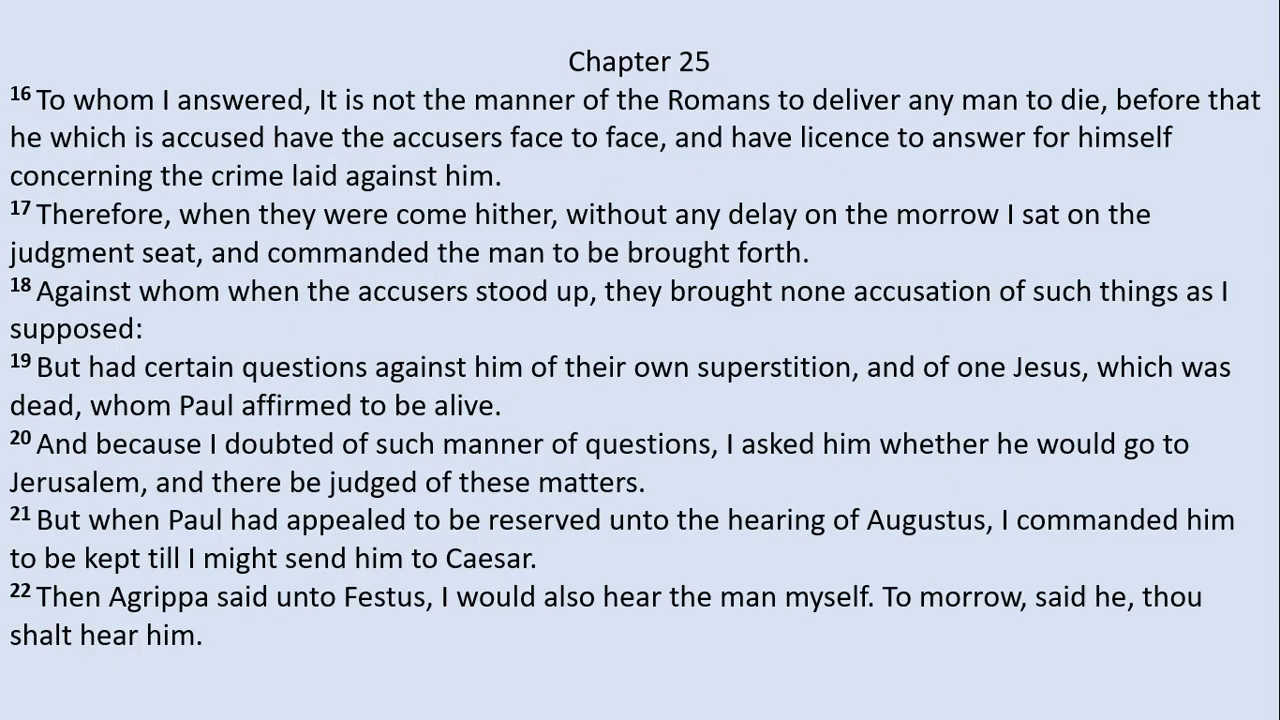 Chapter 25
16 To whom I answered, It is not the manner of the Romans to deliver any man to die, before that
he which is accused have the accusers face to face, and have licence to answer for himself
concerning the crime laid against him.
17 Therefore, when they were come hither, without any delay on the morrow I sat on the
judgment seat, and commanded the man to be brought forth.
18 Against whom when the accusers stood up, they brought none accusation of such things as I
supposed:
19 But had certain questions against him of their own superstition, and of one Jesus, which was
dead, whom Paul affirmed to be alive.
20 And because I doubted of such manner of questions, I asked him whether he would go to
Jerusalem, and there be judged of these matters.
21 But when Paul had appealed to be reserved unto the hearing of Augustus, I commanded him
to be kept till I might send him to Caesar.
22 Then Agrippa said unto Festus, I would also hear the man myself. To morrow, said he, thou
shalt hear him.